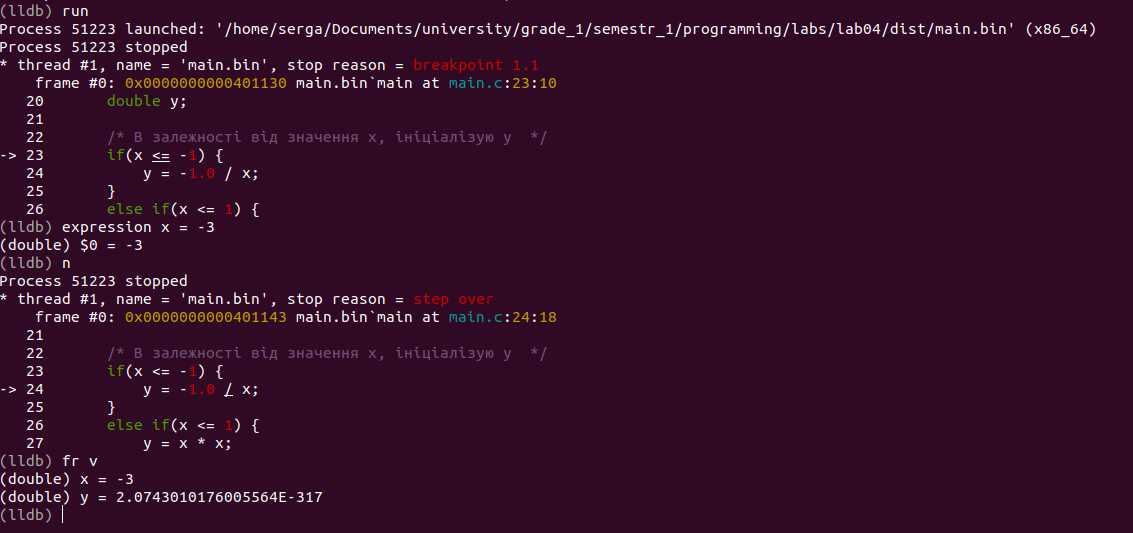 (lldb) run
Process 51223 launched: '/home/serga/Documents/university/grade_1/semestr_1/programming/labs/lab04/dist/main.bin' (x86_64)
Process 51223 stopped
* thread #1, name = 'main.bin', stop reason = breakpoint 1.1
    frame #0: 0x0000000000401130 main.bin`main at main.c:23:10
   20  	    double y;
   21
   22  	    /* В залежності від значення x, ініціалізую y  */
-> 23  	    if(x <= -1) {
   24  	        y = -1.0 / x;
   25  	    }
   26  	    else if(x <= 1) {
(lldb) expression x = -3
(double) $0 = -3
(lldb) n
Process 51223 stopped
* thread #1, name = 'main.bin', stop reason = step over
    frame #0: 0x0000000000401143 main.bin`main at main.c:24:18
   21
   22  	    /* В залежності від значення x, ініціалізую y  */
   23  	    if(x <= -1) {
-> 24  	        y = -1.0 / x;
   25  	    }
   26  	    else if(x <= 1) {
   27  	        y = x * x;
(lldb) fr v
(double) x = -3
(double) y = 2.0743010176005564E-317
(lldb)